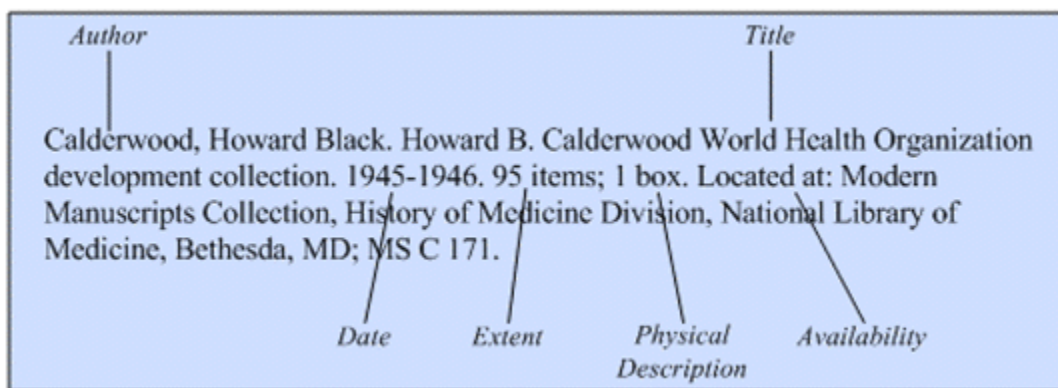 Author Title
Calderwood, Howard Black. Howard B. Calderwood World Health Organization
development collection. 1945-1946. 95 items; 1 box. Located at: Modern
Manuscripts Collection, History of Medicine Division, National Library of
Medicine, Bethesda, MD; MS C 171.
Date Extent Physical Availability
Description